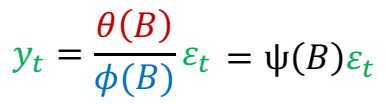 y_t = θ(B)/ϕ(B) ε_t = ψ(B)ε_t